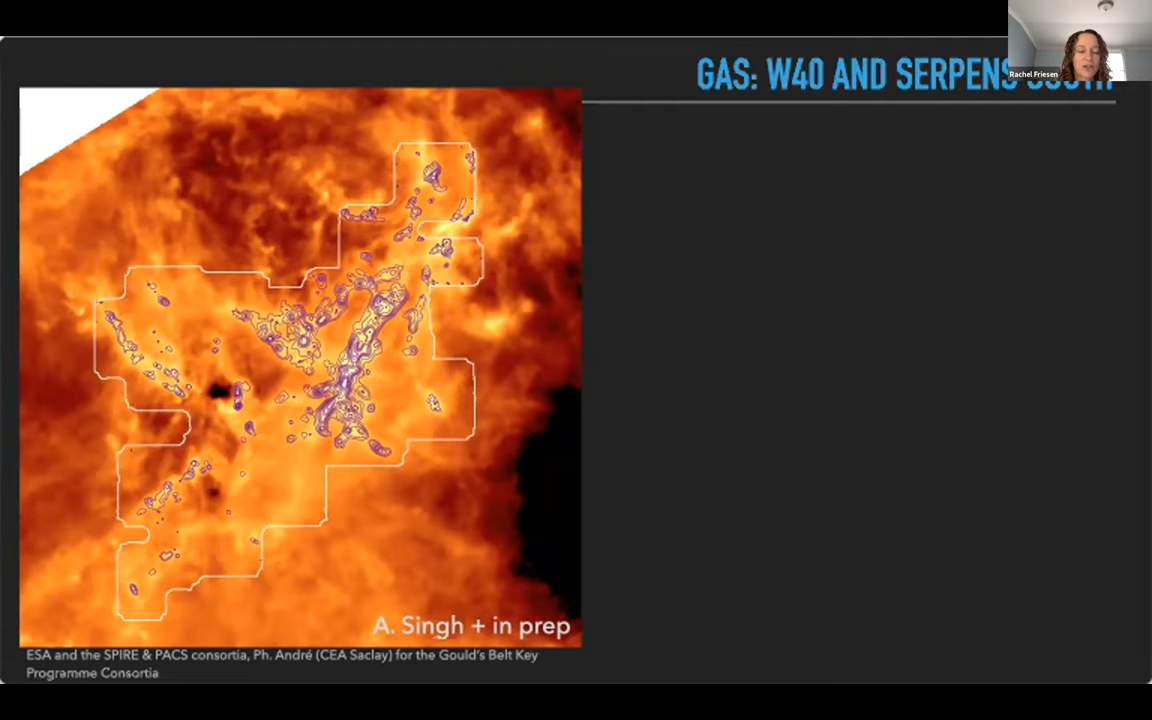 GAS: W40 AND SERPENS
Rachel Friesen
A. Singh + in prep
ESA and the SPIRE & PACS consortia, Ph. André (CEA Saclay) for the Gould's Belt Key
Programme Consortia